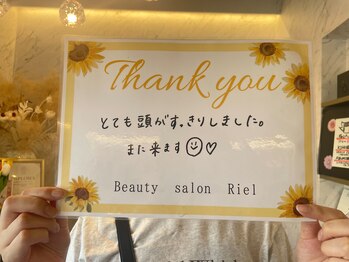 Thank you
とても頭がすっきりしました。
また来ます
Beauty salon Riel